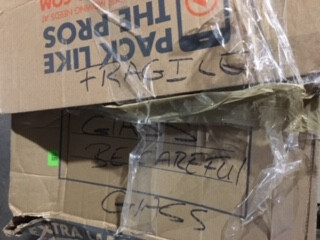 PACK LIKE
THE PROS
FRAGILE
GlASS
BE CAREFUl
GlASS
EXTRA